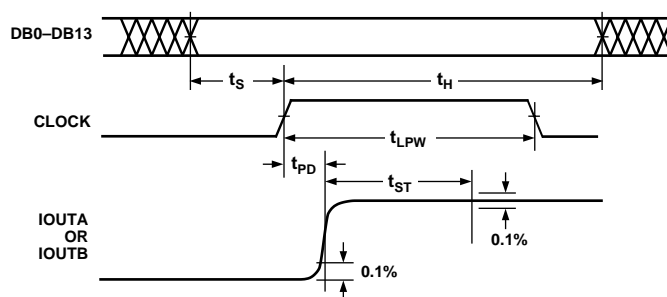 DB0–DB13
tS
tH
CLOCK
tLPW
tPD
tST
IOUTA
OR
IOUTB
0.1%
0.1%